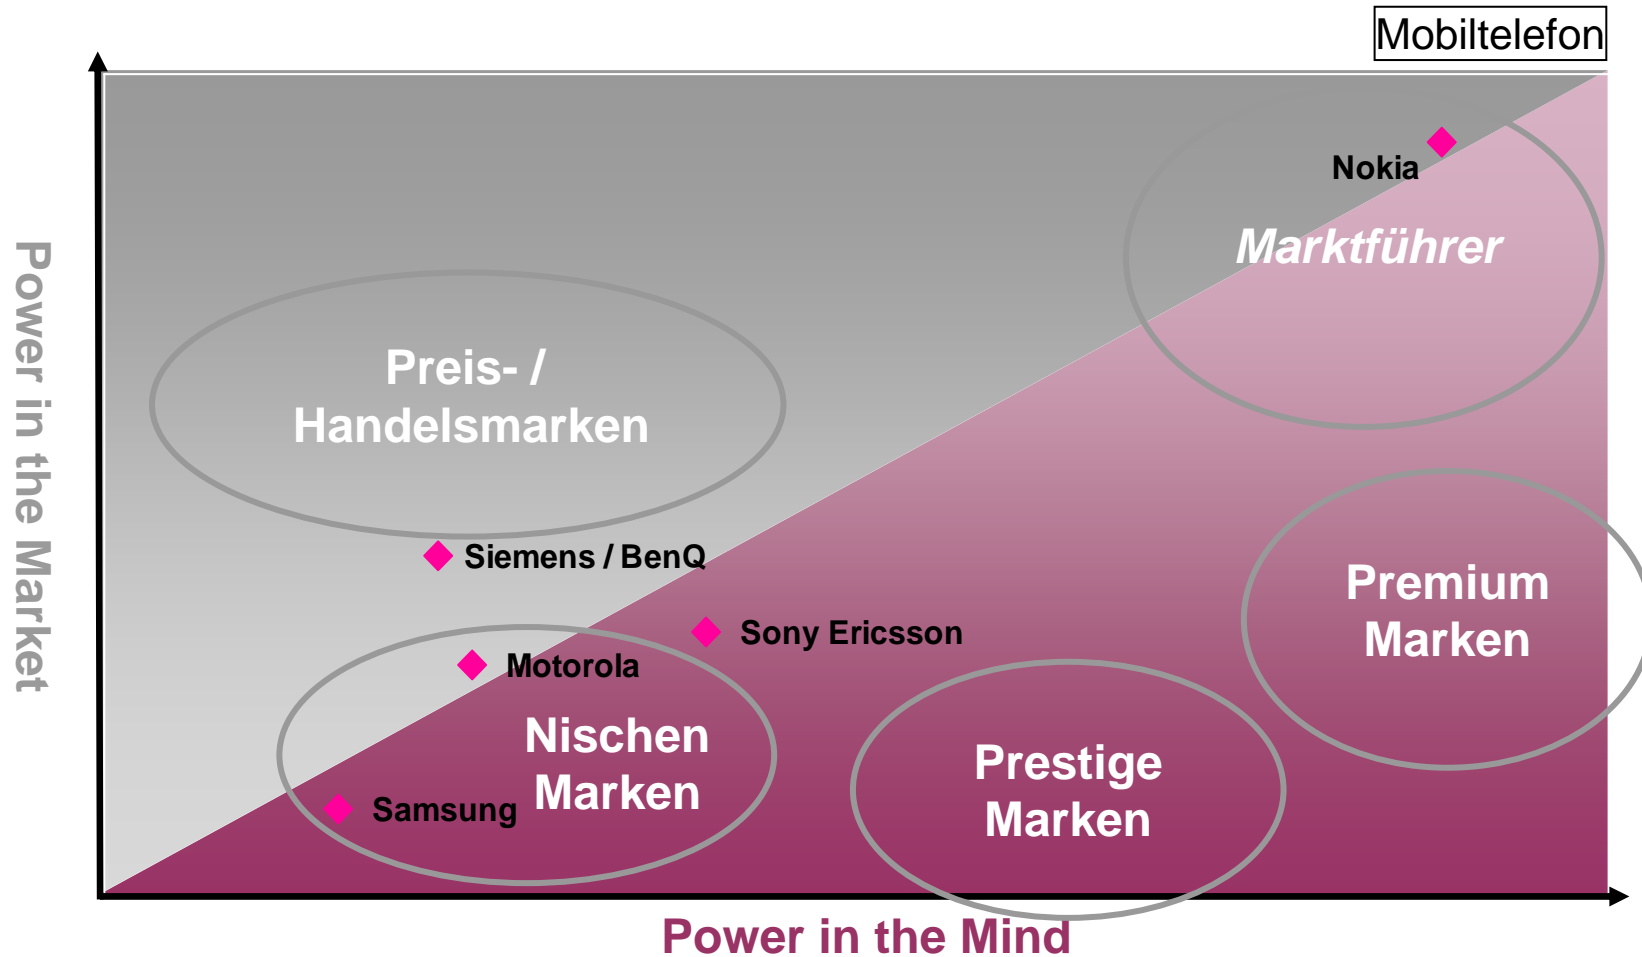 Mobiltelefon
Nokia
Marktführer
Power in the Market
Preis- /
Handelsmarken
Siemens / BenQ
Sony Ericsson
Motorola
Premium
Marken
Nischen
Marken
Samsung
Prestige
Marken
Power in the Mind